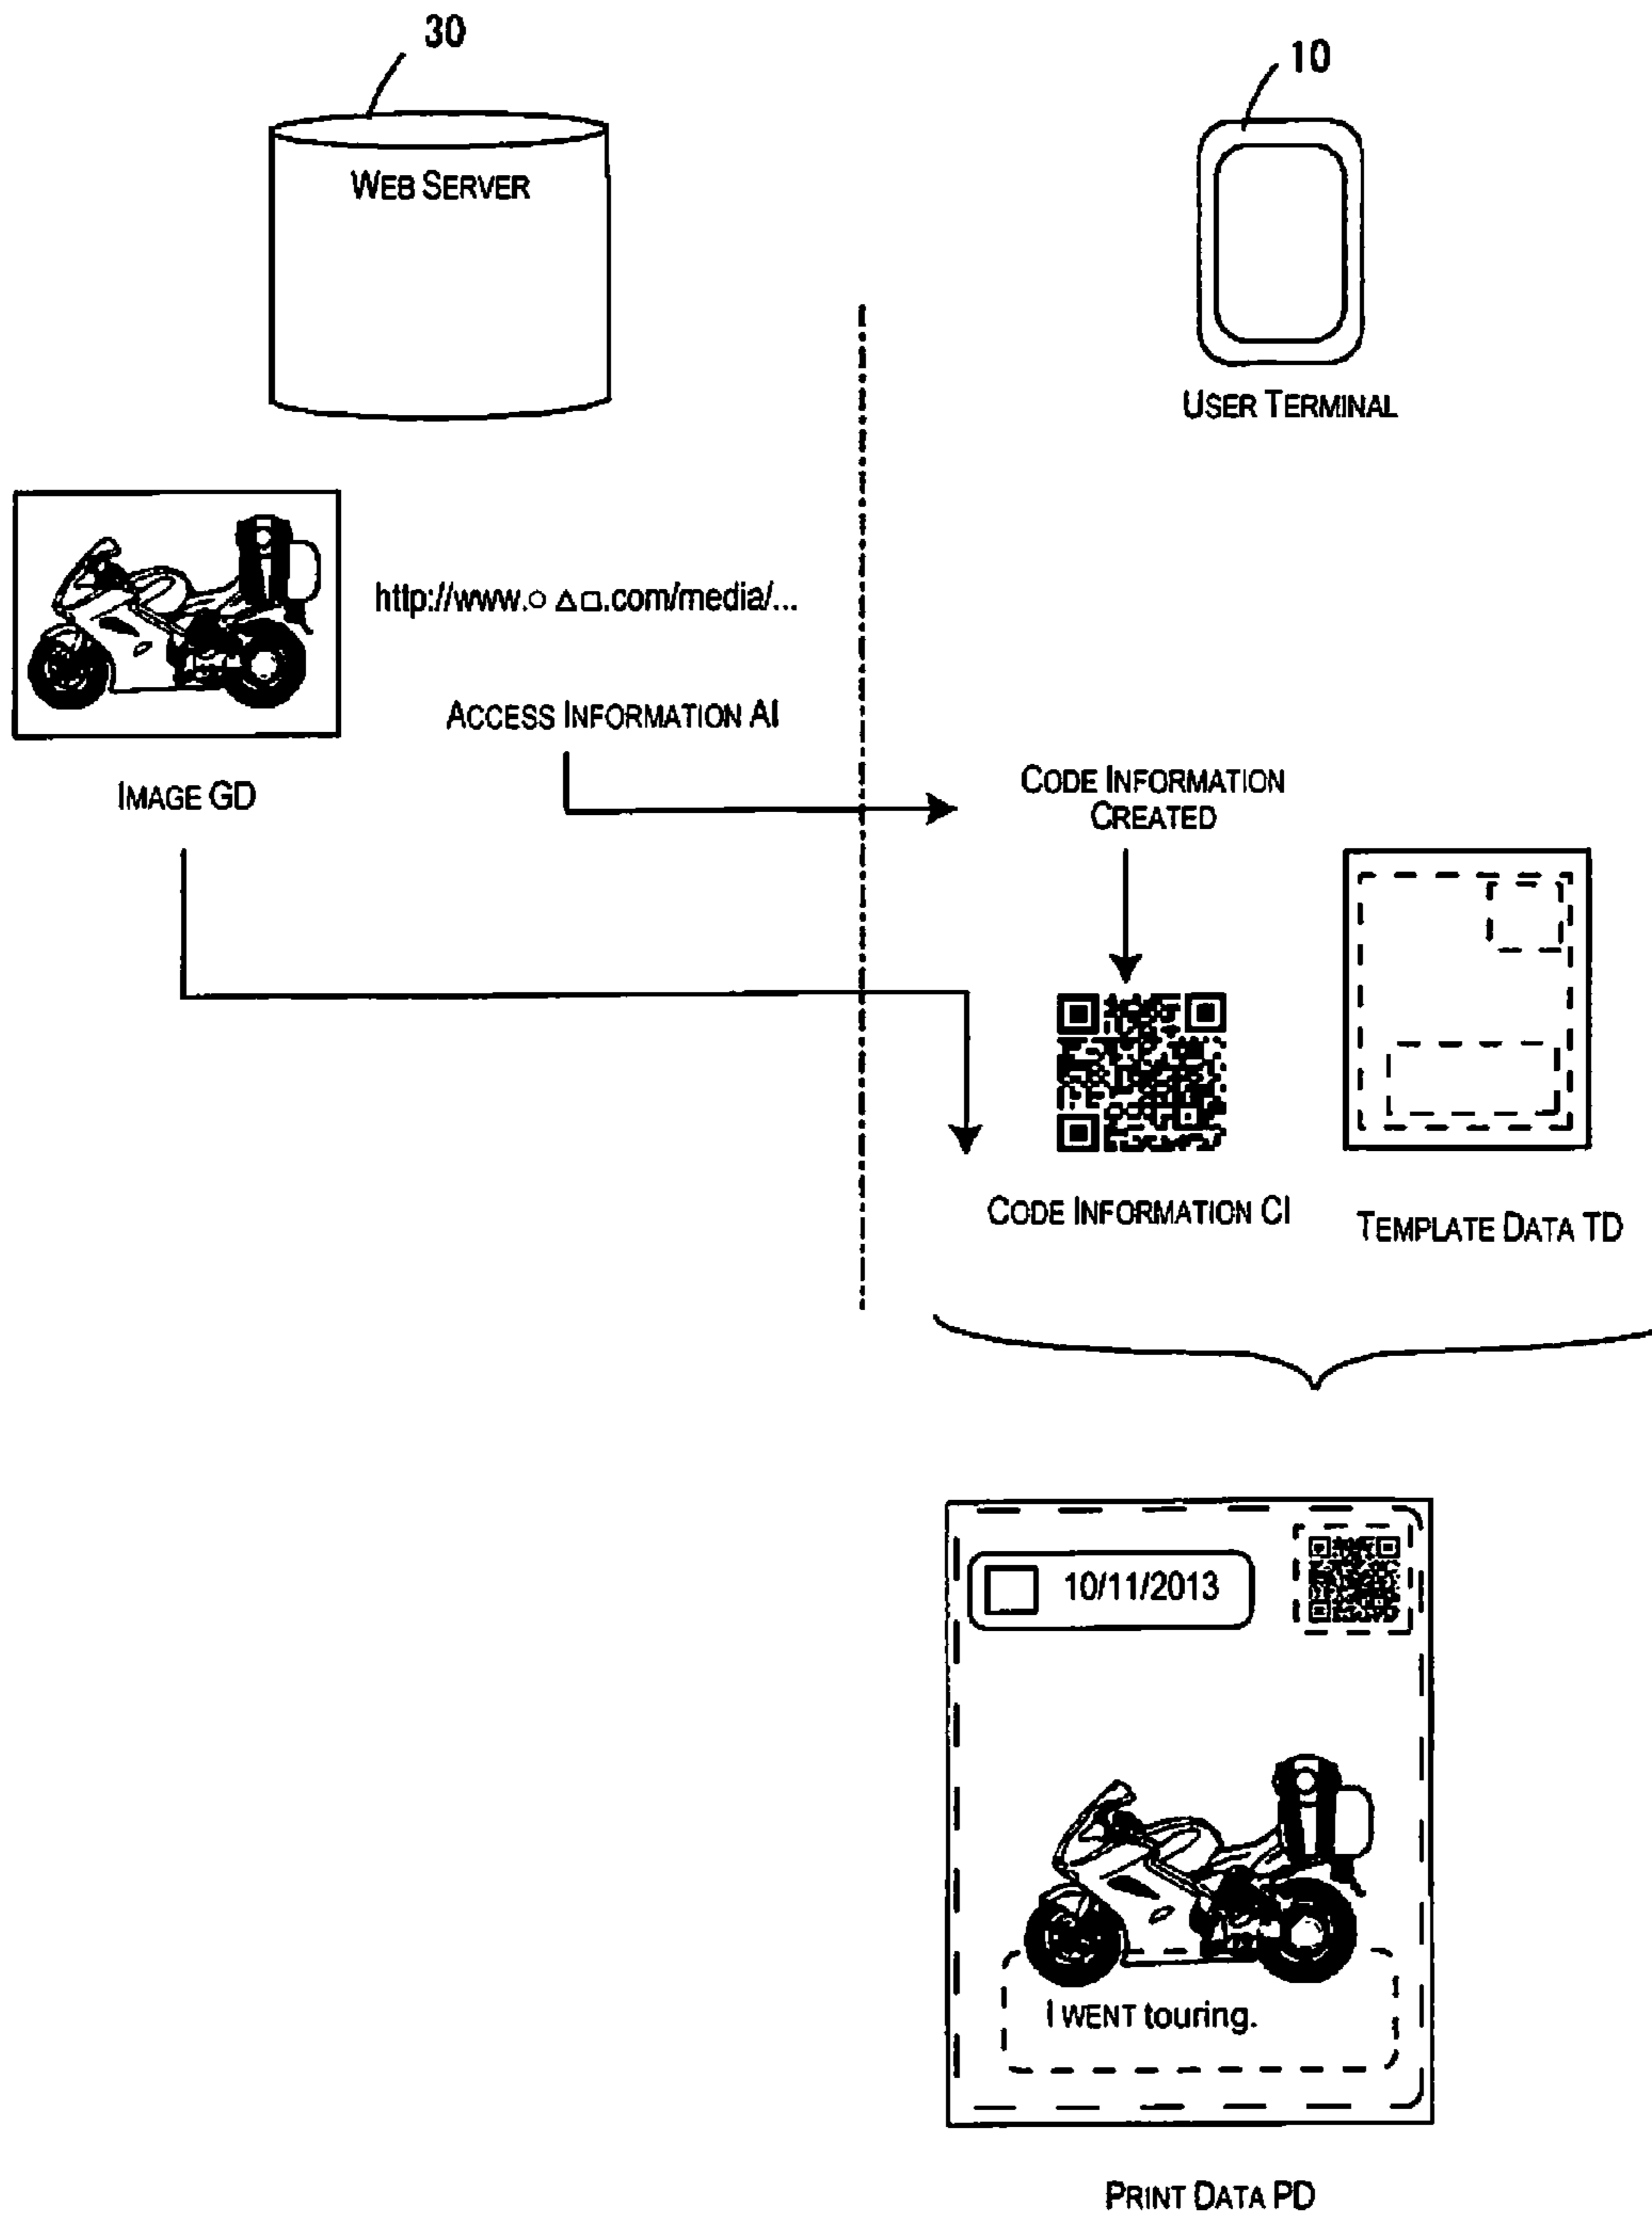 30
10
WEB SERVER
USER TERMINAL
http://www.○ △□.com/media/...
ACCESS INFORMATION AI
IMAGE GD
CODE INFORMATION
CREATED
CODE INFORMATION CI
TEMPLATE DATA TD
10/11/2013
I WENT touring.
PRINT DATA PD